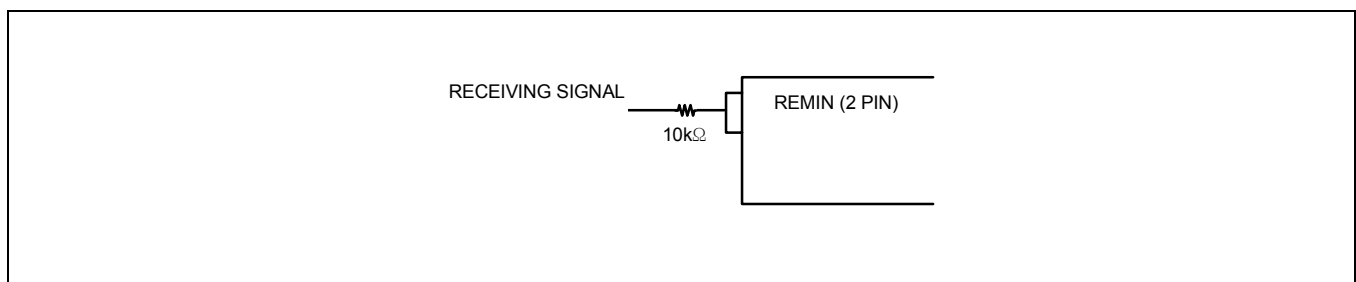 RECEIVING SIGNAL
REMIN (2 PIN)
10kΩ